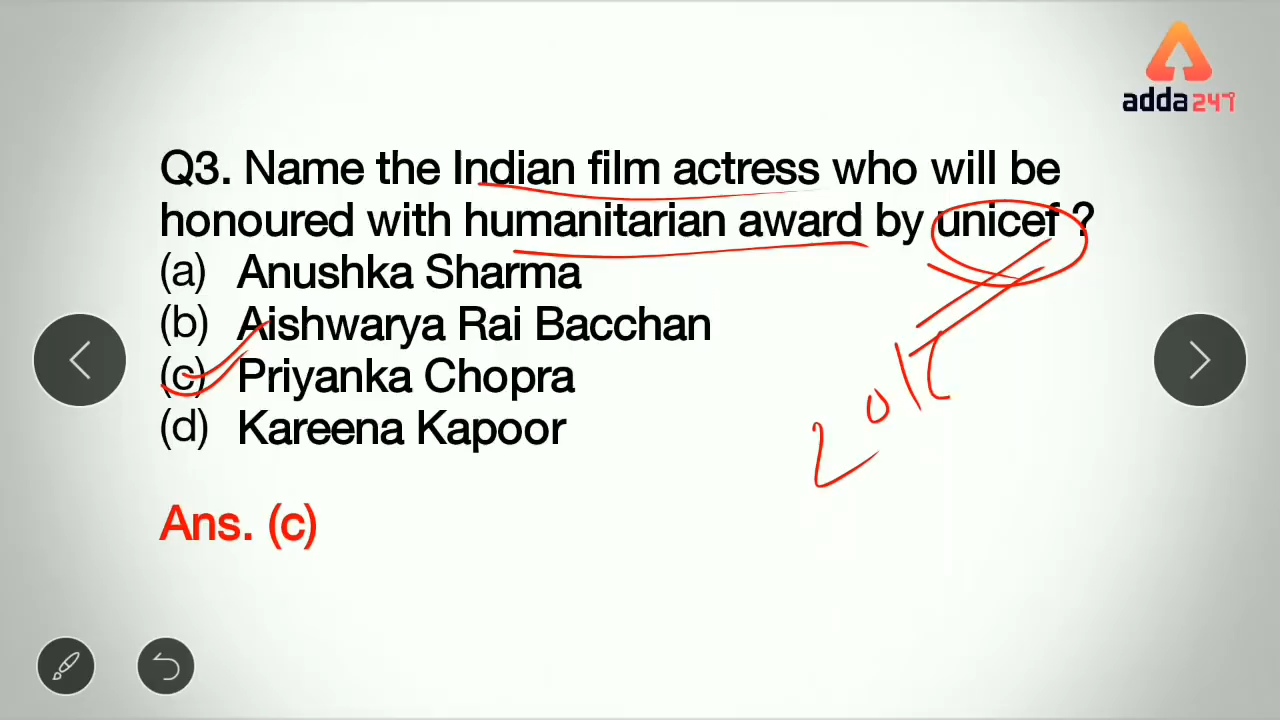 adda247
Q3. Name the Indian film actress who will be
honoured with humanitarian award by unicef ?
(a) Anushka Sharma
(b) Aishwarya Rai Bacchan
(c) Priyanka Chopra
(d) Kareena Kapoor
Ans. (c)